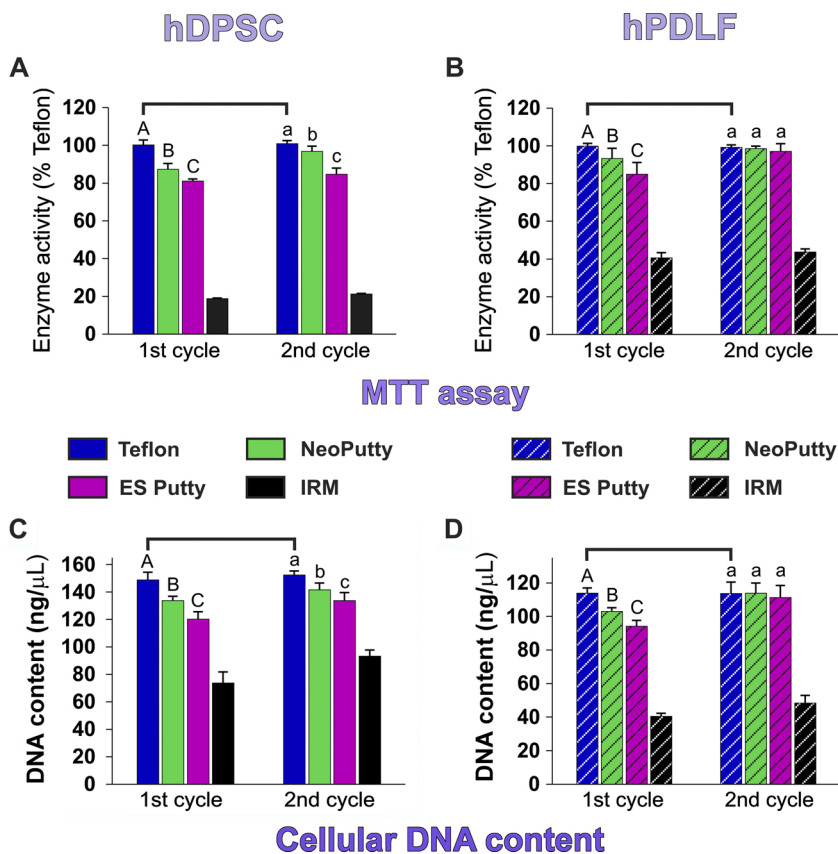 hDPSC hPDLF
A B
Enzyme activity (% Teflon)
120
100
80
60
40
20
0
A B C a b c
1st cycle 2nd cycle
Enzyme activity (% Teflon)
120
100
80
60
40
20
0
A B C a a a
1st cycle 2nd cycle
MTT assay
Teflon NeoPutty
ES Putty IRM
Teflon NeoPutty
ES Putty IRM
C D
DNA content (ng/μL)
160
140
120
100
80
60
40
20
0
A B C a b c
1st cycle 2nd cycle
DNA content (ng/μL)
120
100
80
60
40
20
0
A B C a a a
1st cycle 2nd cycle
Cellular DNA content